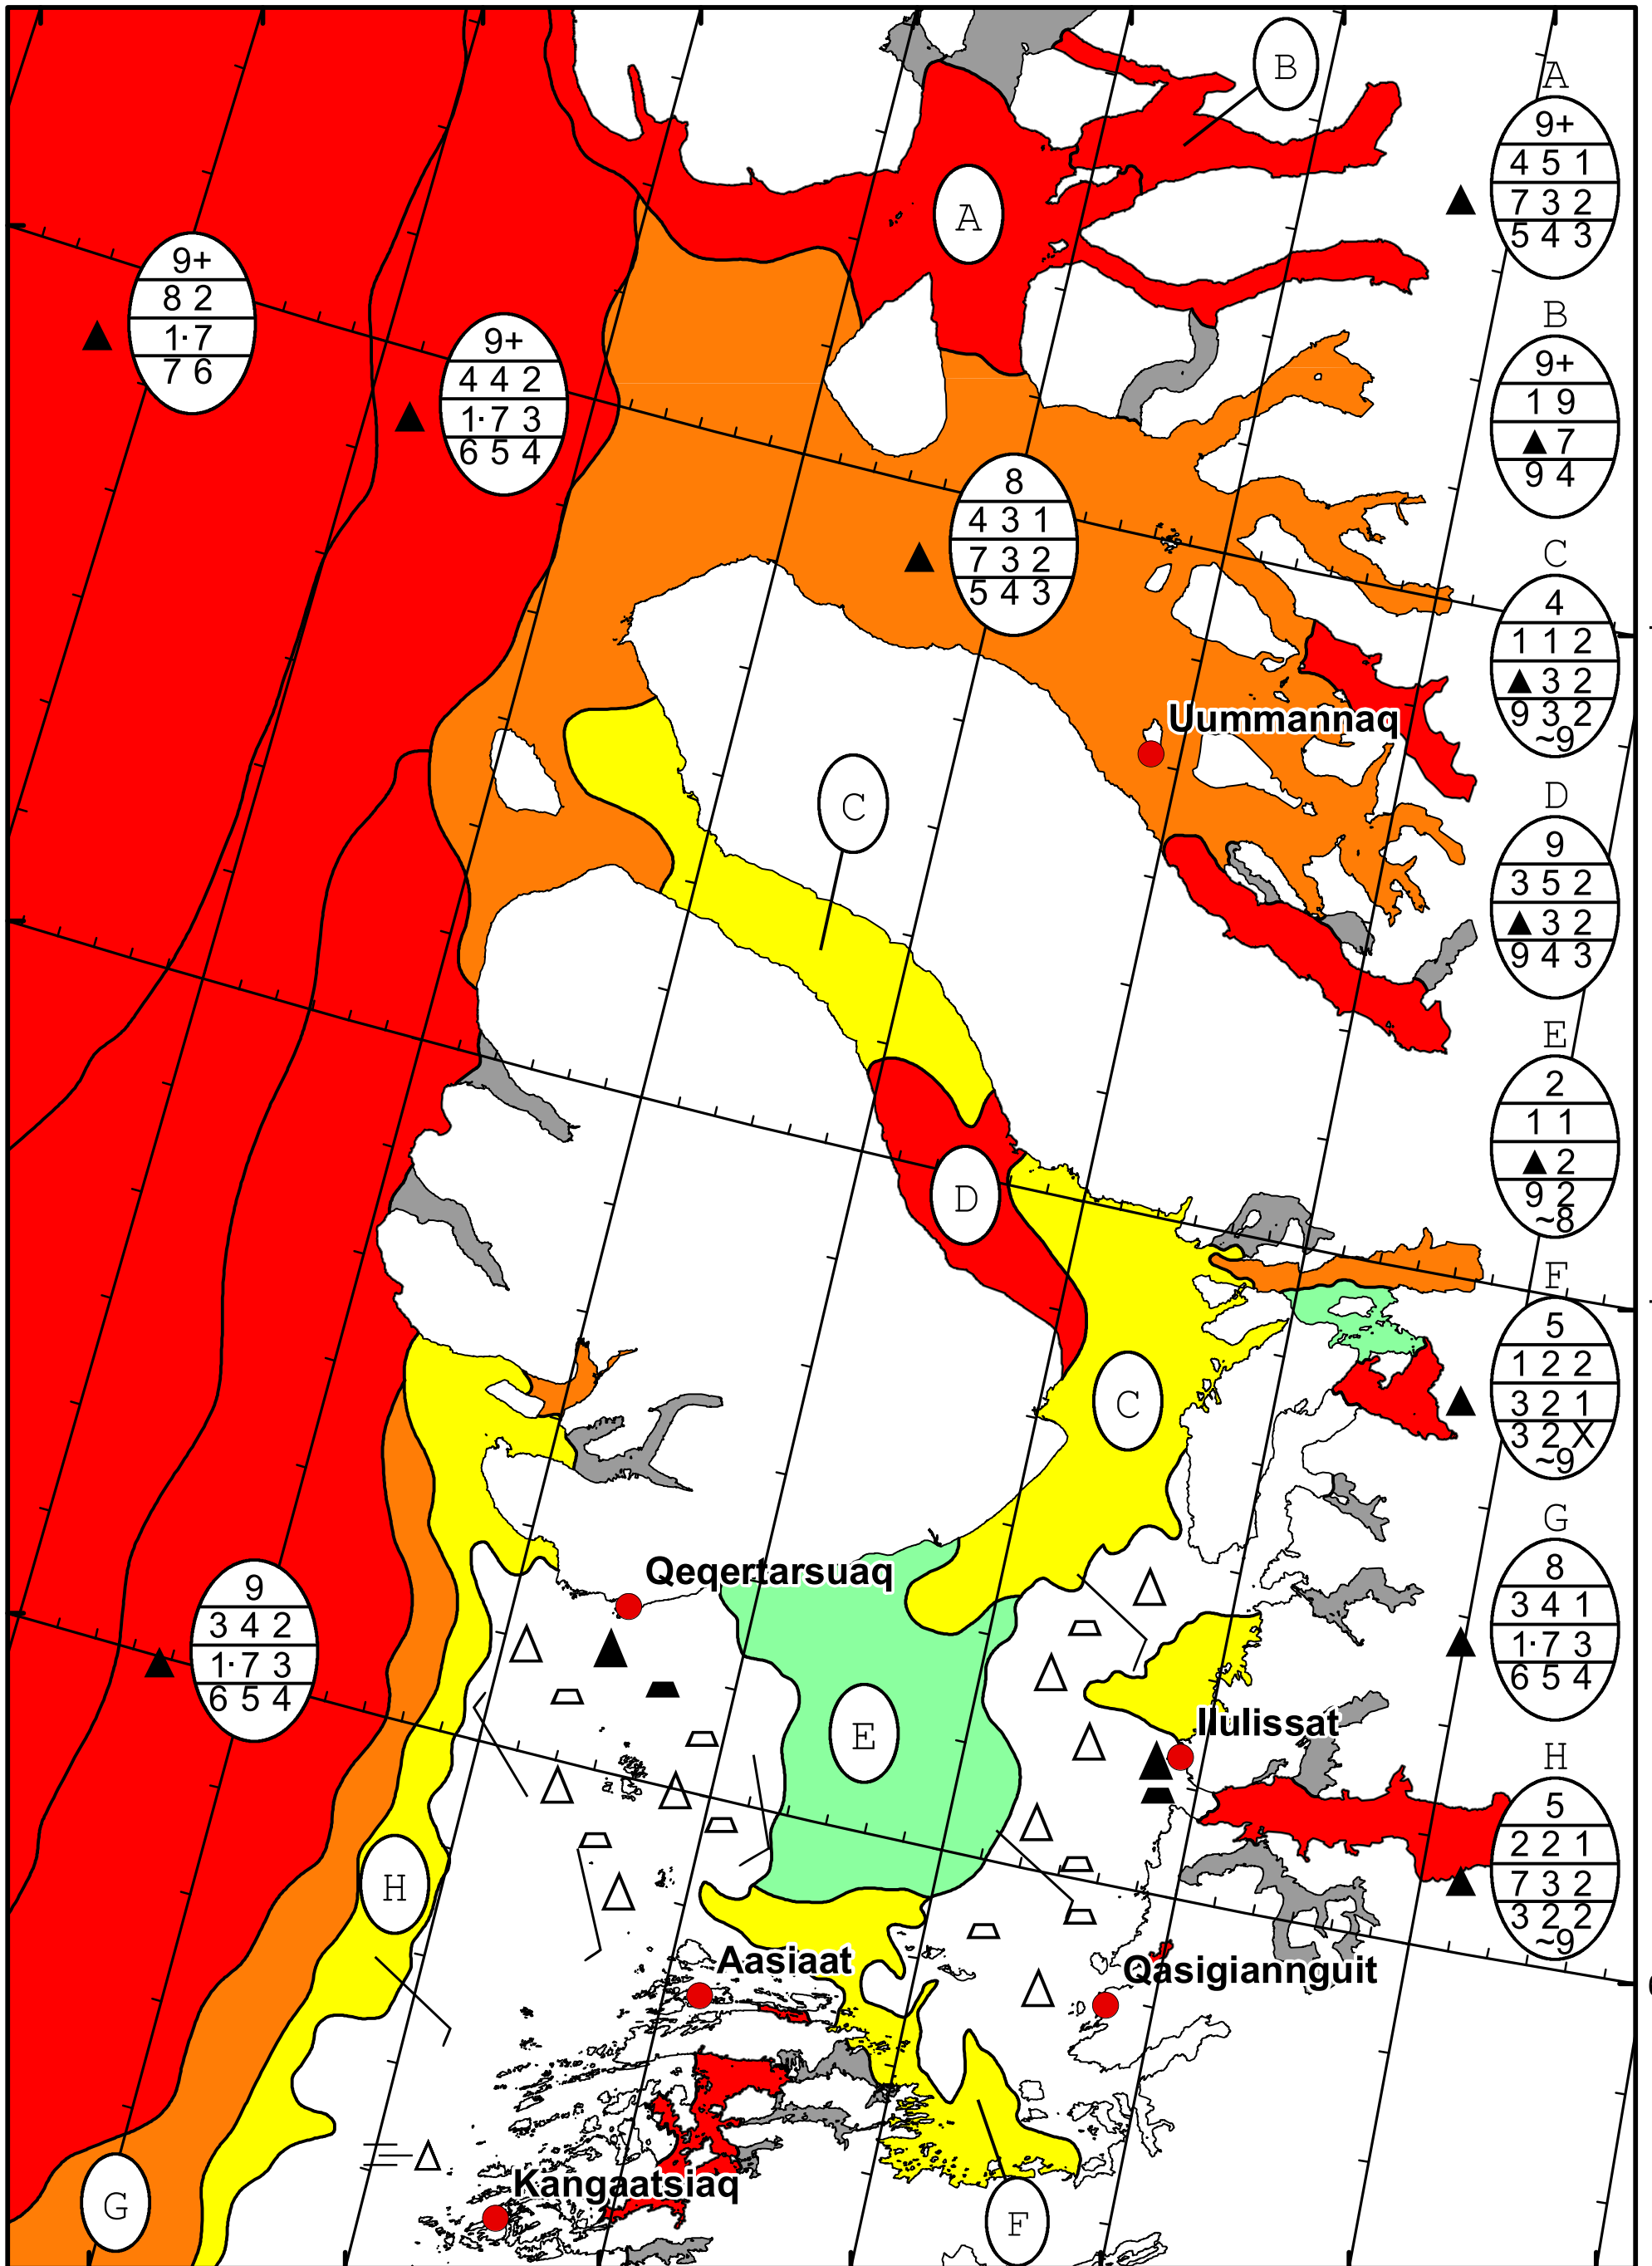 B
A
9+
4 5 1
7 3 2
5 4 3
A
9+
8 2
1· 7
7 6
9+
4 4 2
1· 7 3
6 5 4
B
9+
1 9
▲ 7
9 4
8
4 3 1
7 3 2
5 4 3
C
4
1 1 2
▲ 3 2
9 3 2
~9
Uummannaq
C
D
9
3 5 2
▲ 3 2
9 4 3
E
2
1 1
▲ 2
9 2
~8
D
F
5
1 2 2
3 2 1
3 2 X
~9
C
G
8
3 4 1
1· 7 3
6 5 4
Qeqertarsuaq
9
3 4 2
1· 7 3
6 5 4
E
Ilulissat
H
5
2 2 1
7 3 2
3 2 2
~9
H
Aasiaat
Qasigiannguit
Kangaatsiaq
G
F